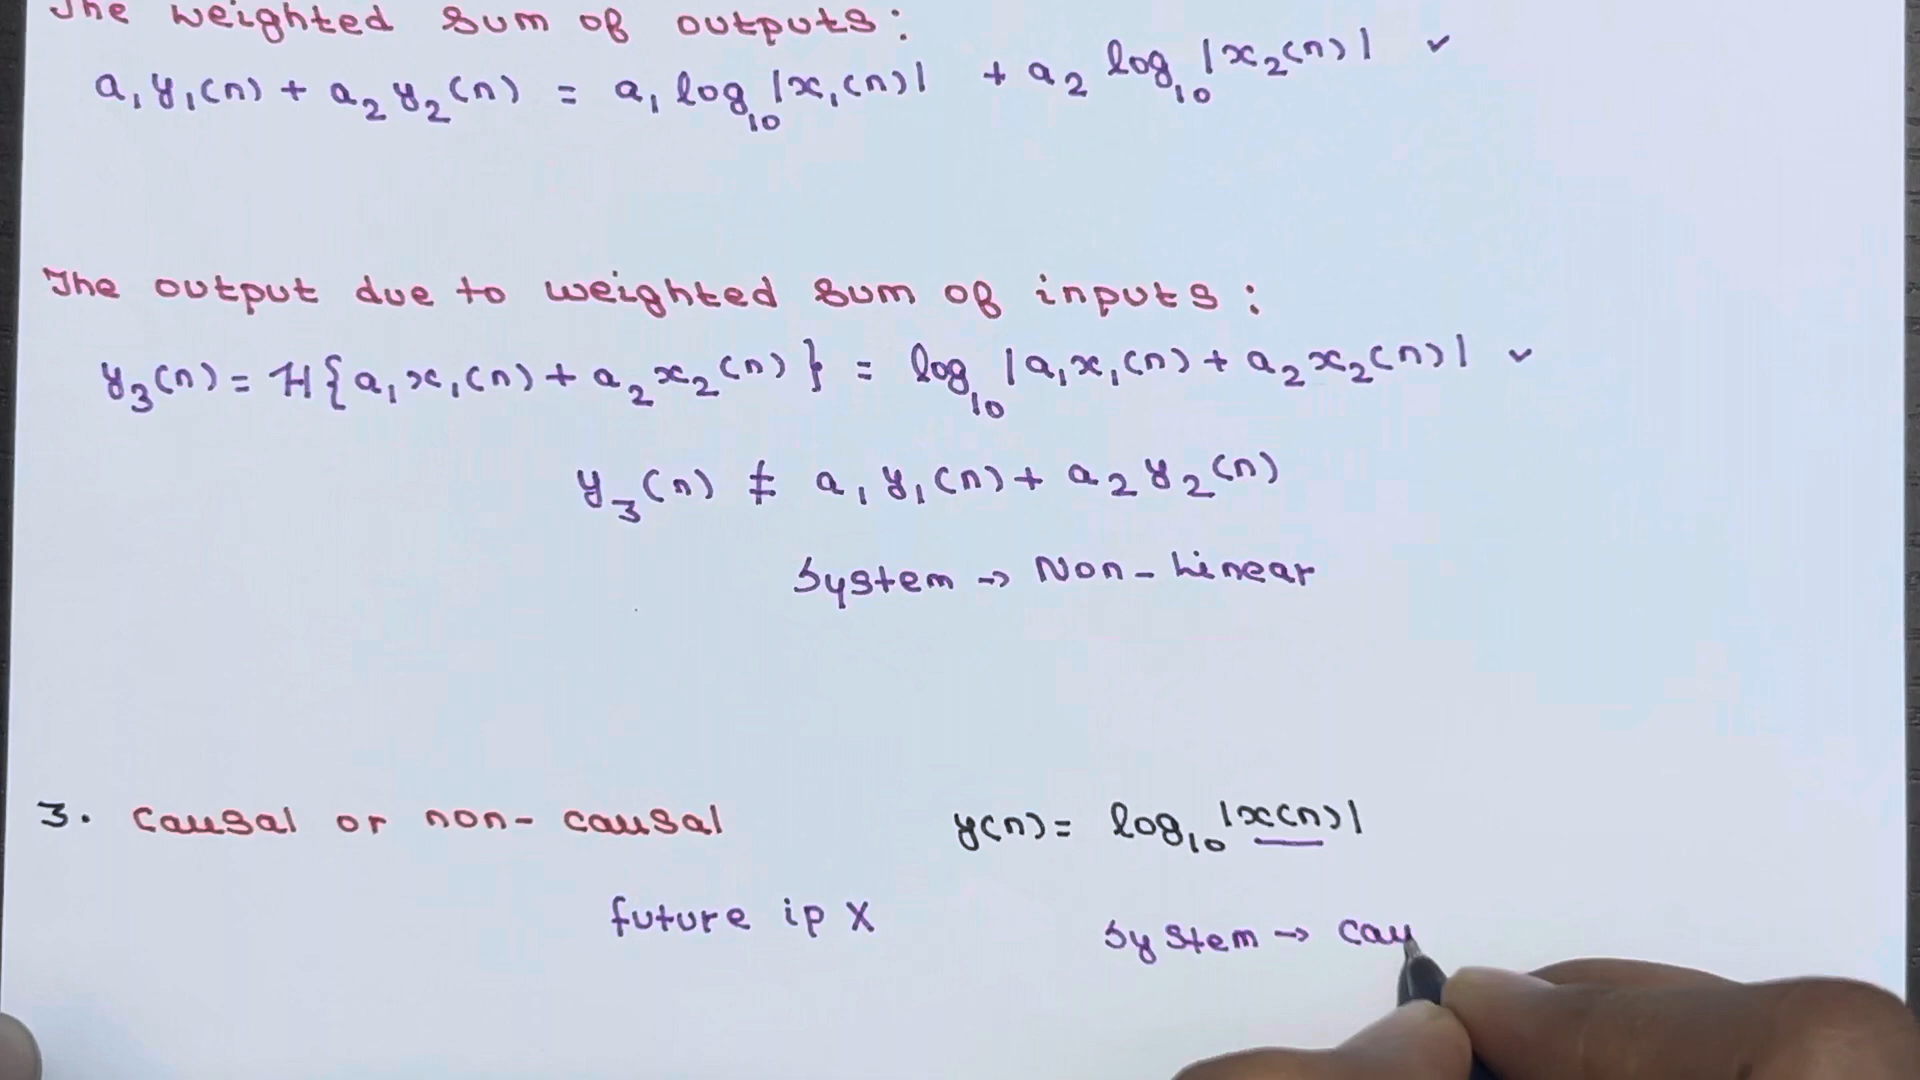 The weighted sum of outputs:
a₁y₁(n) + a₂y₂(n) = a₁ log₁₀|x₁(n)| + a₂ log₁₀|x₂(n)| ✓
The output due to weighted sum of inputs:
y₃(n) = H{a₁x₁(n) + a₂x₂(n)} = log₁₀|a₁x₁(n) + a₂x₂(n)| ✓
y₃(n) ≠ a₁y₁(n) + a₂y₂(n)
System → Non-Linear
3. Causal or non-causal y(n) = log₁₀|x(n)|
future ip X
System → cau